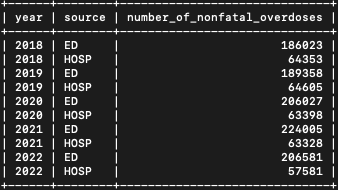 +------+--------+-----------------------------+
| year | source | number_of_nonfatal_overdoses |
+------+--------+-----------------------------+
| 2018 | ED | 186023 |
| 2018 | HOSP | 64353 |
| 2019 | ED | 189358 |
| 2019 | HOSP | 64605 |
| 2020 | ED | 206027 |
| 2020 | HOSP | 63398 |
| 2021 | ED | 224005 |
| 2021 | HOSP | 63328 |
| 2022 | ED | 206581 |
| 2022 | HOSP | 57581 |
+------+--------+-----------------------------+